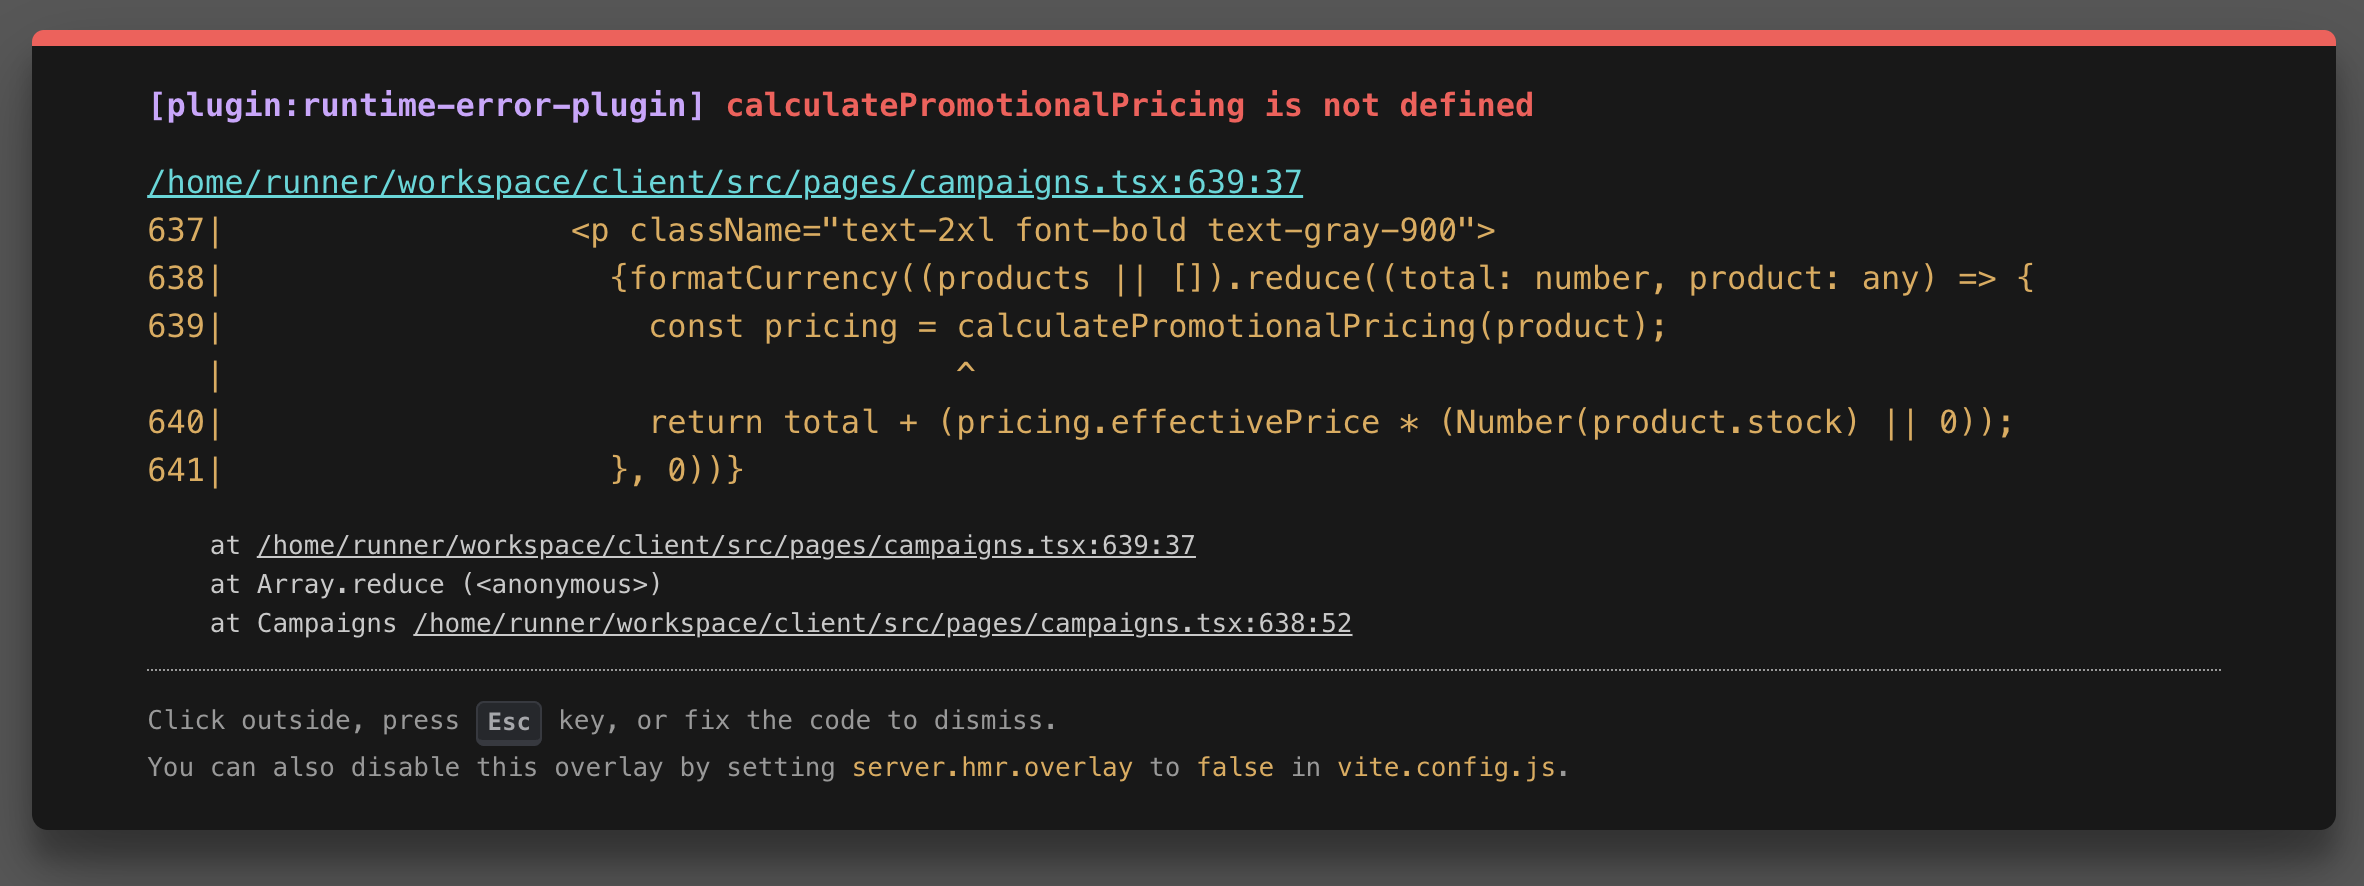 [plugin:runtime-error-plugin] calculatePromotionalPricing is not defined
/home/runner/workspace/client/src/pages/campaigns.tsx:639:37
637|                  <p className="text-2xl font-bold text-gray-900">
638|                    {formatCurrency((products || []).reduce((total: number, product: any) => {
639|                      const pricing = calculatePromotionalPricing(product);
   |                                      ^
640|                      return total + (pricing.effectivePrice * (Number(product.stock) || 0));
641|                    }, 0))}
    at /home/runner/workspace/client/src/pages/campaigns.tsx:639:37
    at Array.reduce (<anonymous>)
    at Campaigns /home/runner/workspace/client/src/pages/campaigns.tsx:638:52
Click outside, press Esc key, or fix the code to dismiss.
You can also disable this overlay by setting server.hmr.overlay to false in vite.config.js.